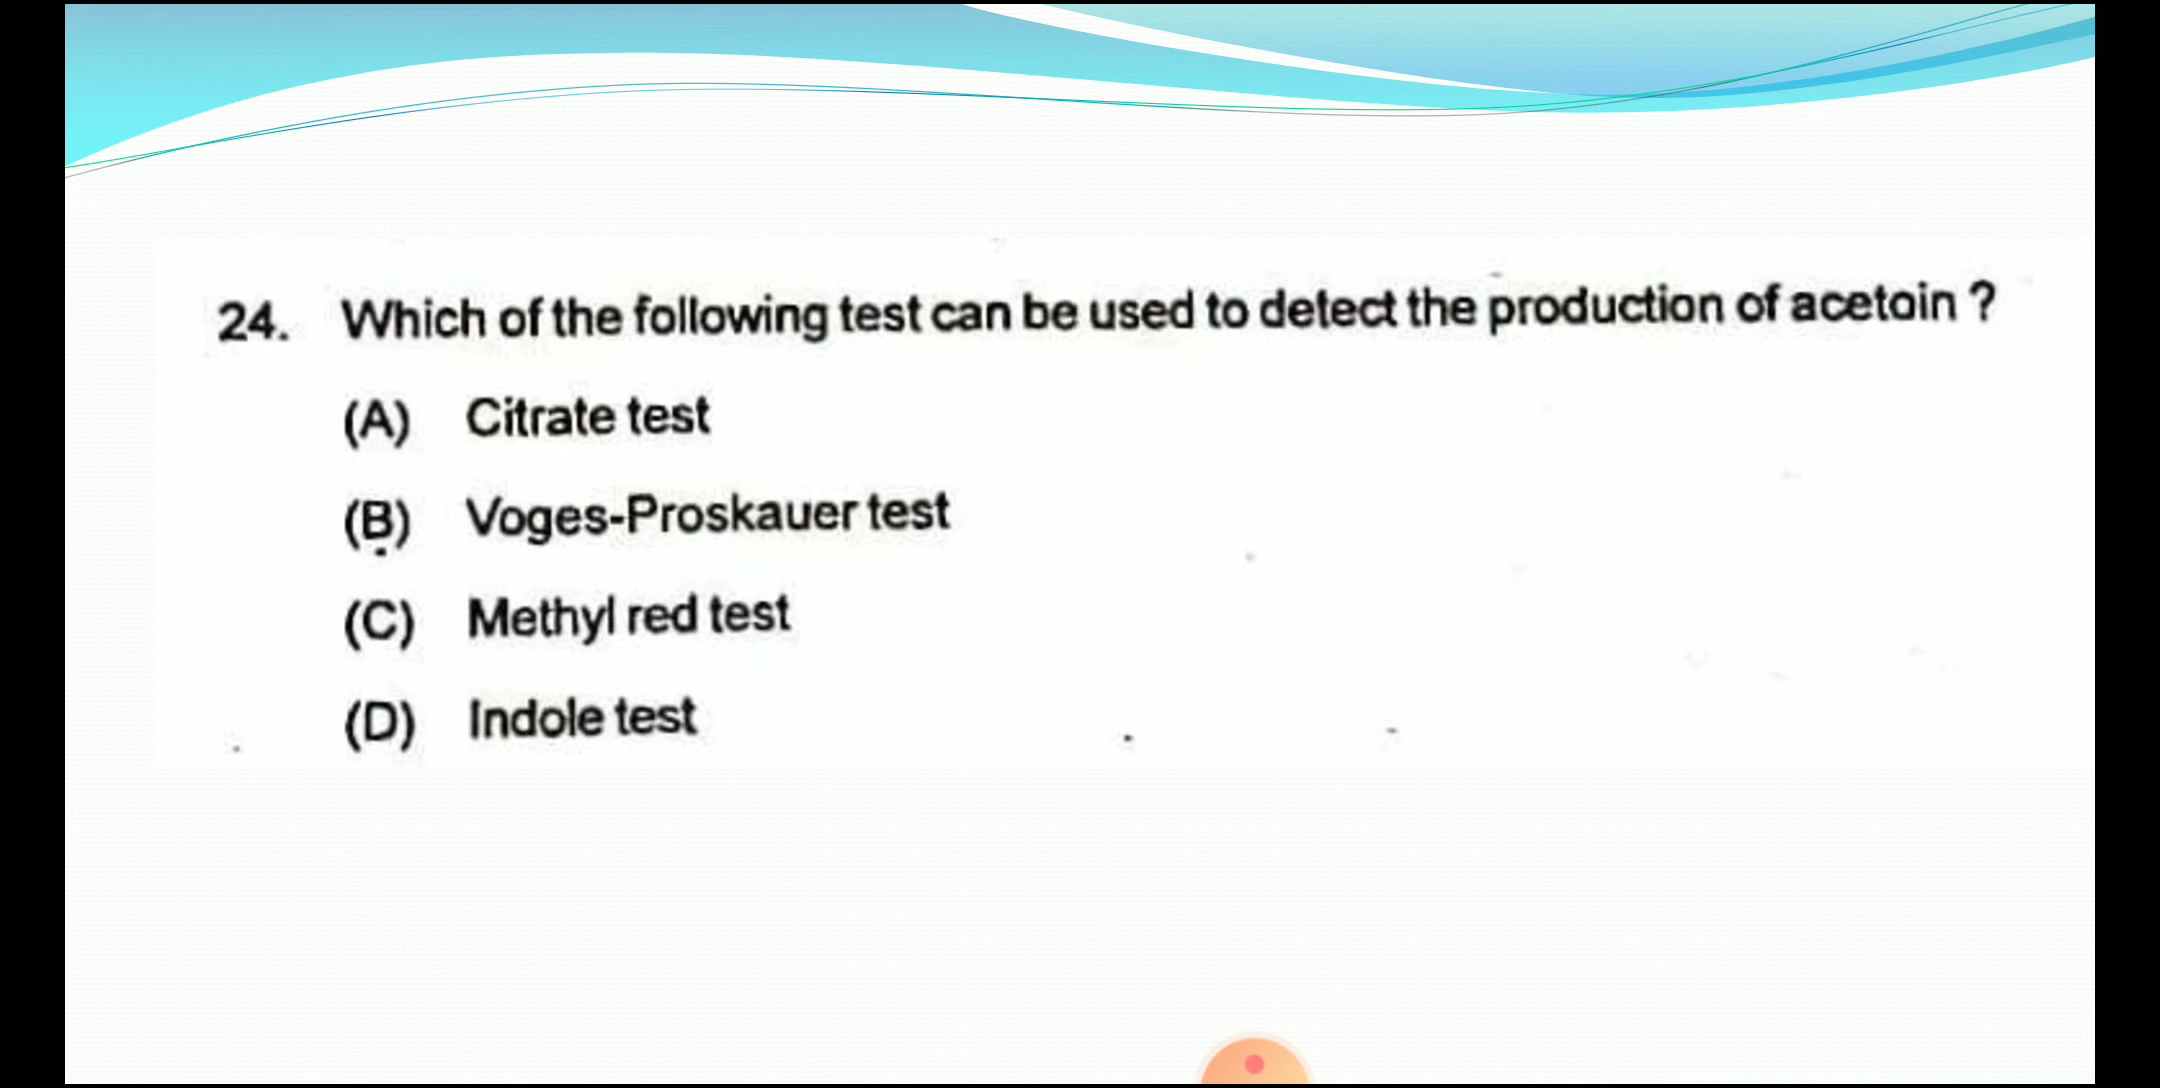 24. Which of the following test can be used to detect the production of acetoin ?
(A) Citrate test
(B) Voges-Proskauer test
(C) Methyl red test
(D) Indole test